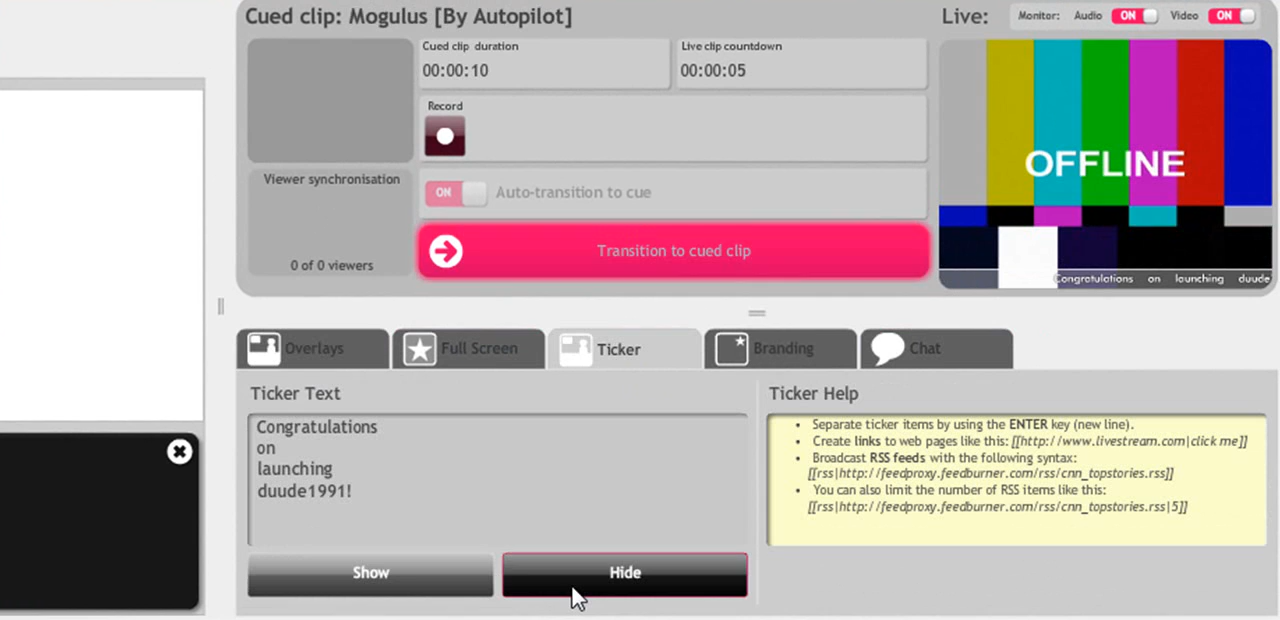 Cued clip: Mogulus [By Autopilot]
Live:
Monitor: Audio ON Video ON
Cued clip duration
00:00:10
Live clip countdown
00:00:05
Record
OFFLINE
Congratulations on launching duude
Viewer synchronisation
0 of 0 viewers
ON Auto-transition to cue
Transition to cued clip
Overlays
Full Screen
Ticker
Branding
Chat
Ticker Text
Congratulations
on
launching
duude1991!
Show
Hide
Ticker Help
• Separate ticker items by using the ENTER key (new line).
• Create links to web pages like this: [[http://www.livestream.com|click me]]
• Broadcast RSS feeds with the following syntax:
[[rss|http://feedproxy.feedburner.com/rss/cnn_topstories.rss]]
• You can also limit the number of RSS items like this:
[[rss|http://feedproxy.feedburner.com/rss/cnn_topstories.rss|5]]